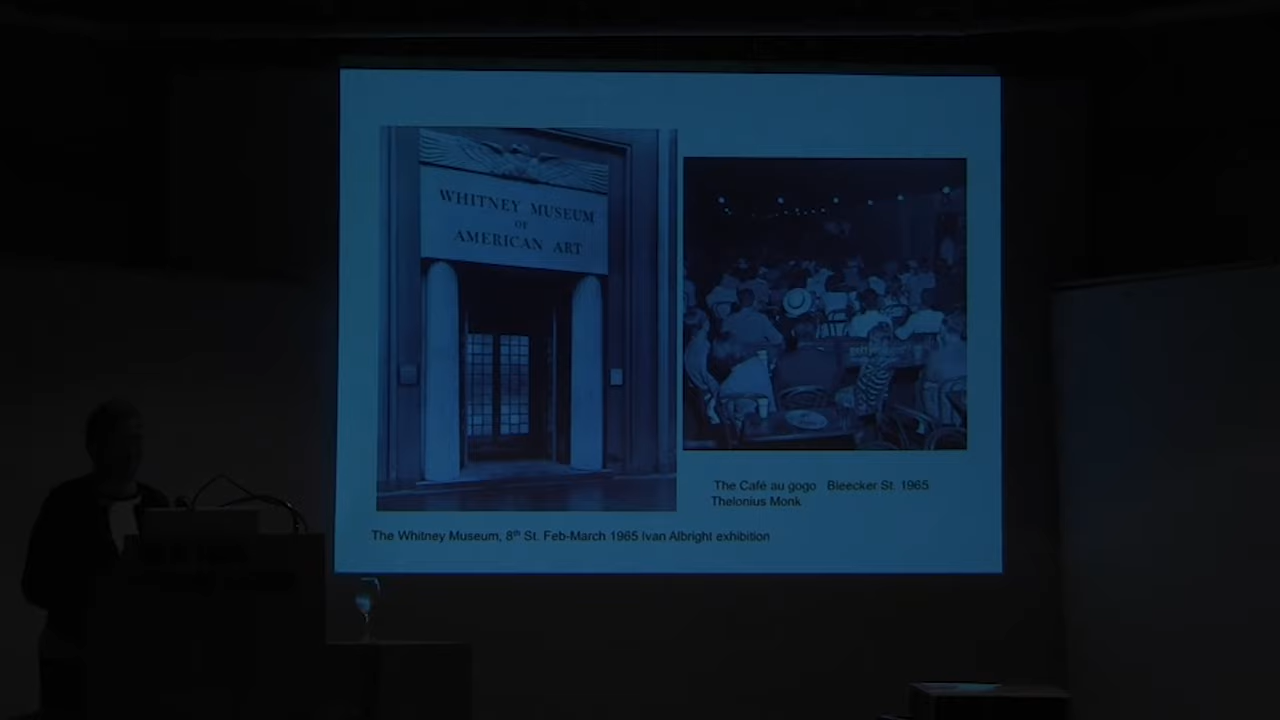 WHITNEY MUSEUM
OF
AMERICAN ART
The Café au gogo Bleecker St. 1965
Thelonius Monk
The Whitney Museum, 8th St. Feb-March 1965 Ivan Albright exhibition